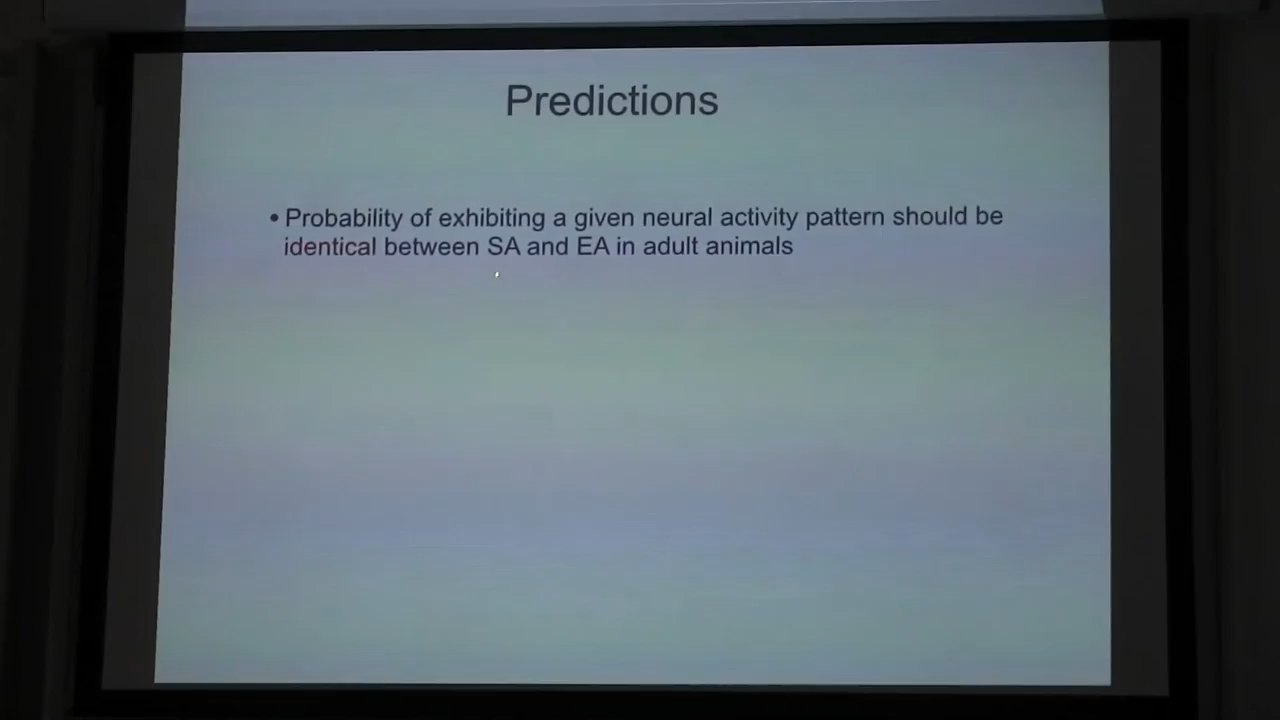 Predictions
• Probability of exhibiting a given neural activity pattern should be
identical between SA and EA in adult animals